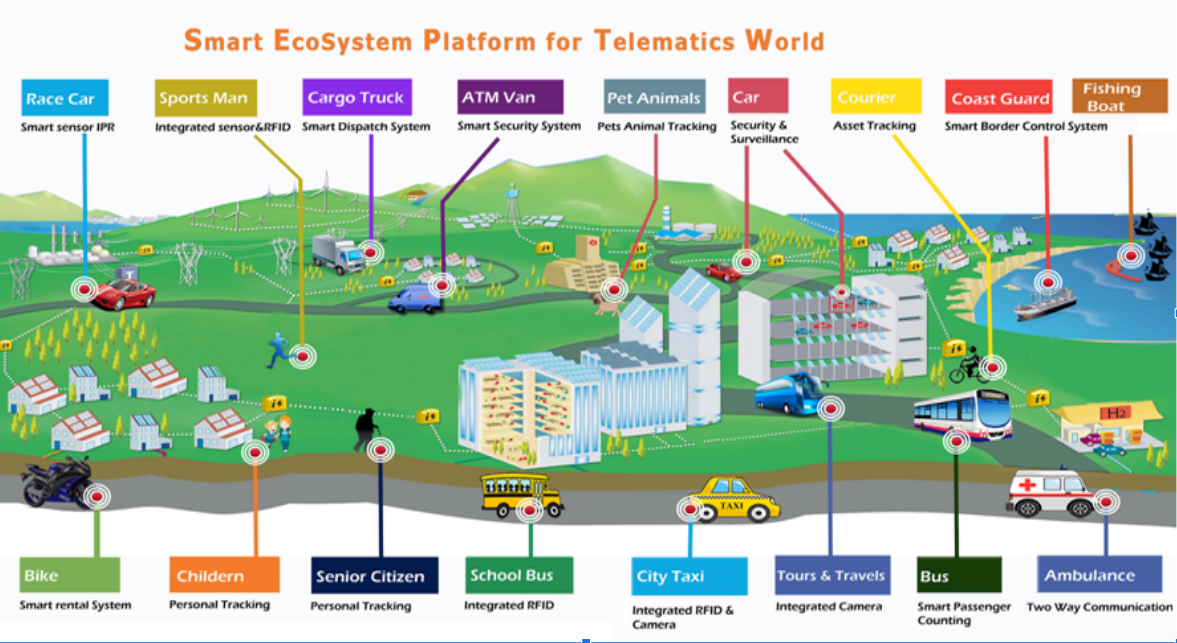 Smart EcoSystem Platform for Telematics World
Race Car
Smart sensor IPR
Sports Man
Integrated sensor&RFID
Cargo Truck
Smart Dispatch System
ATM Van
Smart Security System
Pet Animals
Pets Animal Tracking
Car
Security &
Surveillance
Courier
Asset Tracking
Coast Guard
Smart Border Control System
Fishing
Boat
H2
TAXI
Bike
Smart rental System
Childern
Personal Tracking
Senior Citizen
Personal Tracking
School Bus
Integrated RFID
City Taxi
Integrated RFID &
Camera
Tours & Travels
Integrated Camera
Bus
Smart Passenger
Counting
Ambulance
Two Way Communication